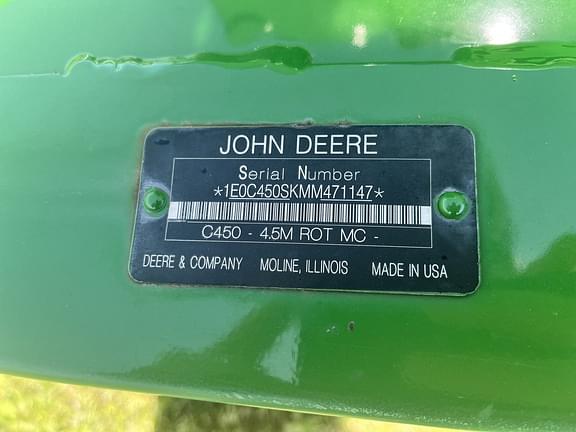 JOHN DEERE
Serial Number
*1E0C450SKMM471147*
C450 - 4.5M ROT MC -
DEERE & COMPANY MOLINE, ILLINOIS MADE IN USA